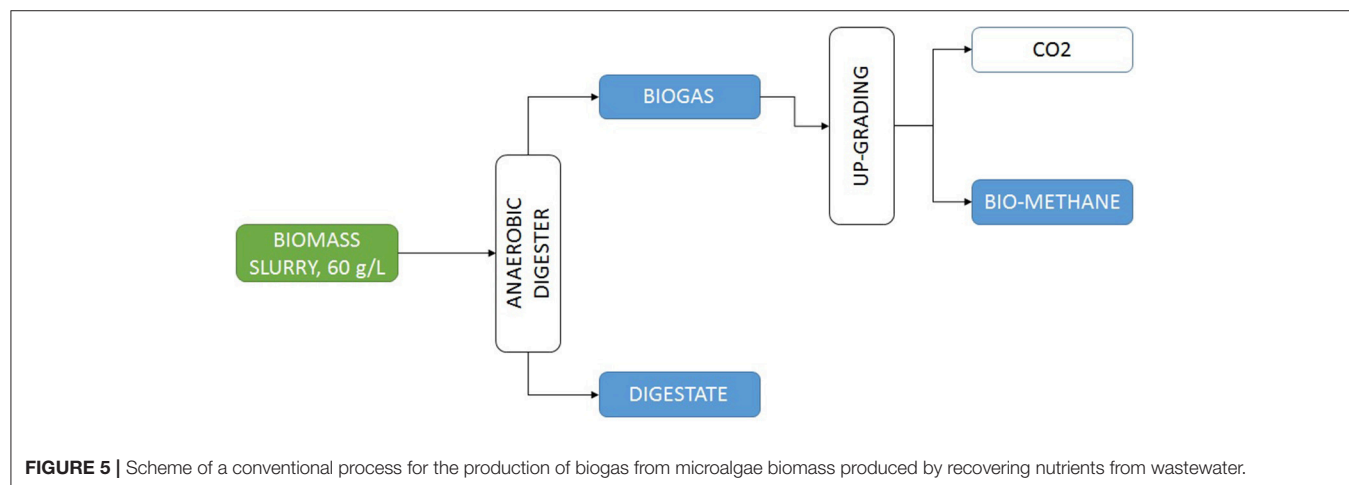 BIOMASS
SLURRY, 60 g/L
ANAEROBIC
DIGESTER
BIOGAS
DIGESTATE
UP-GRADING
CO2
BIO-METHANE
FIGURE 5 | Scheme of a conventional process for the production of biogas from microalgae biomass produced by recovering nutrients from wastewater.